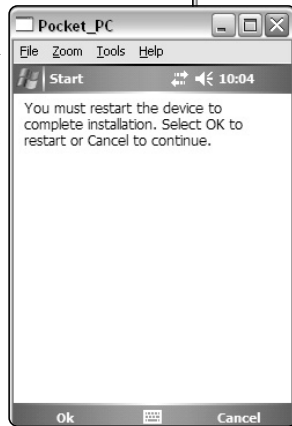 Pocket_PC
File Zoom Tools Help
Start 10:04
You must restart the device to
complete installation. Select OK to
restart or Cancel to continue.
Ok Cancel